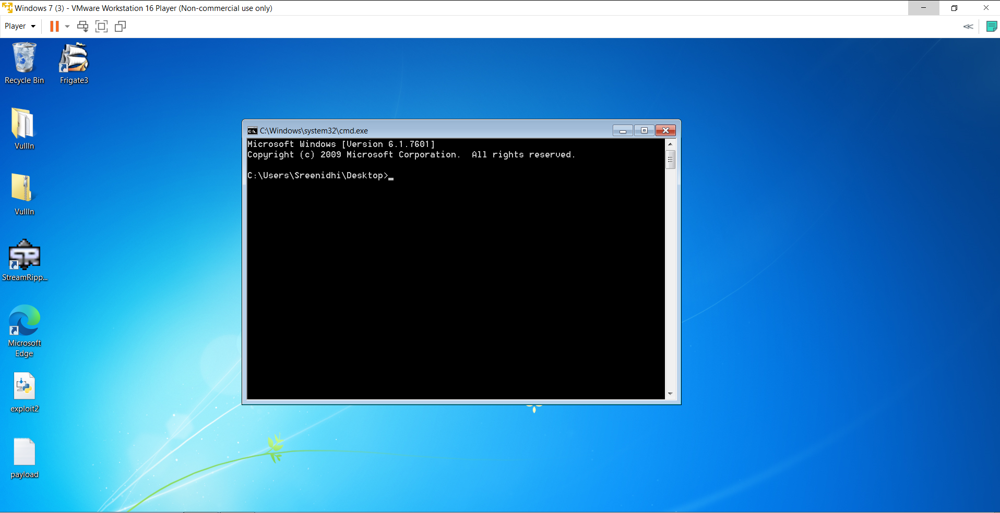 Windows 7 (3) - VMware Workstation 16 Player (Non-commercial use only)
Player
Recycle Bin
Frigate3
Vullln
Vullln
StreamRipp...
Microsoft
Edge
exploit2
payload
C:\Windows\system32\cmd.exe
Microsoft Windows [Version 6.1.7601]
Copyright (c) 2009 Microsoft Corporation.  All rights reserved.
C:\Users\Sreenidhi\Desktop>_